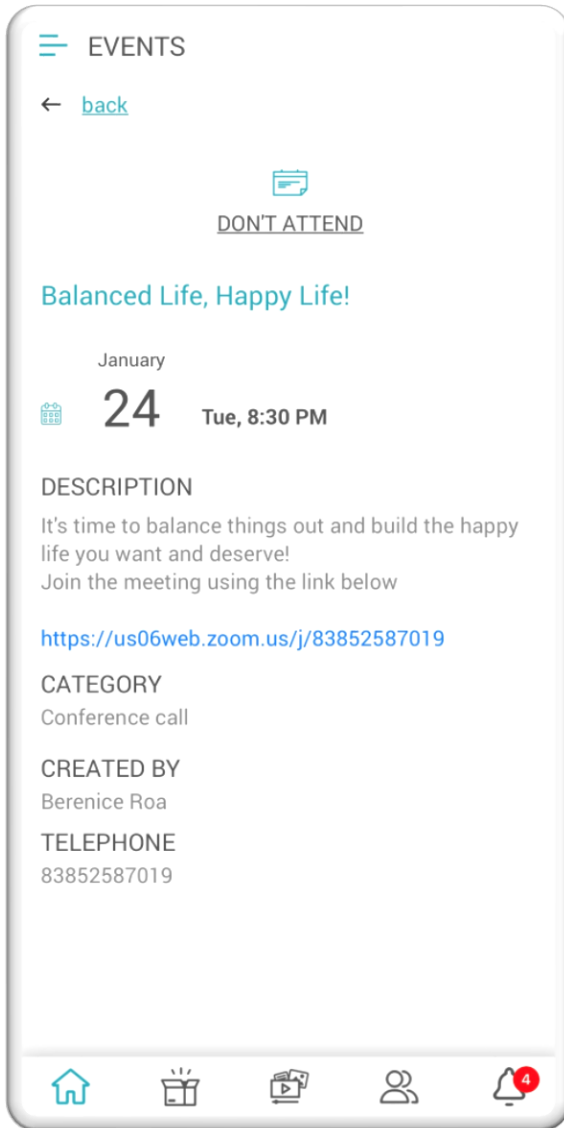 EVENTS
← back
DON'T ATTEND
Balanced Life, Happy Life!
January
24 Tue, 8:30 PM
DESCRIPTION
It's time to balance things out and build the happy
life you want and deserve!
Join the meeting using the link below
https://us06web.zoom.us/j/83852587019
CATEGORY
Conference call
CREATED BY
Berenice Roa
TELEPHONE
83852587019
4